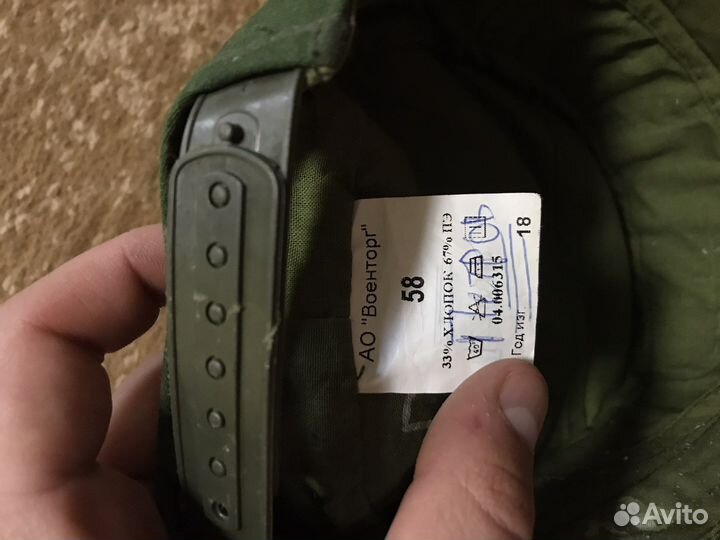 АО "Военторг"
58
33% ХЛОПОК 67% ПЭ
04.006315
Год изг. 18
Avito